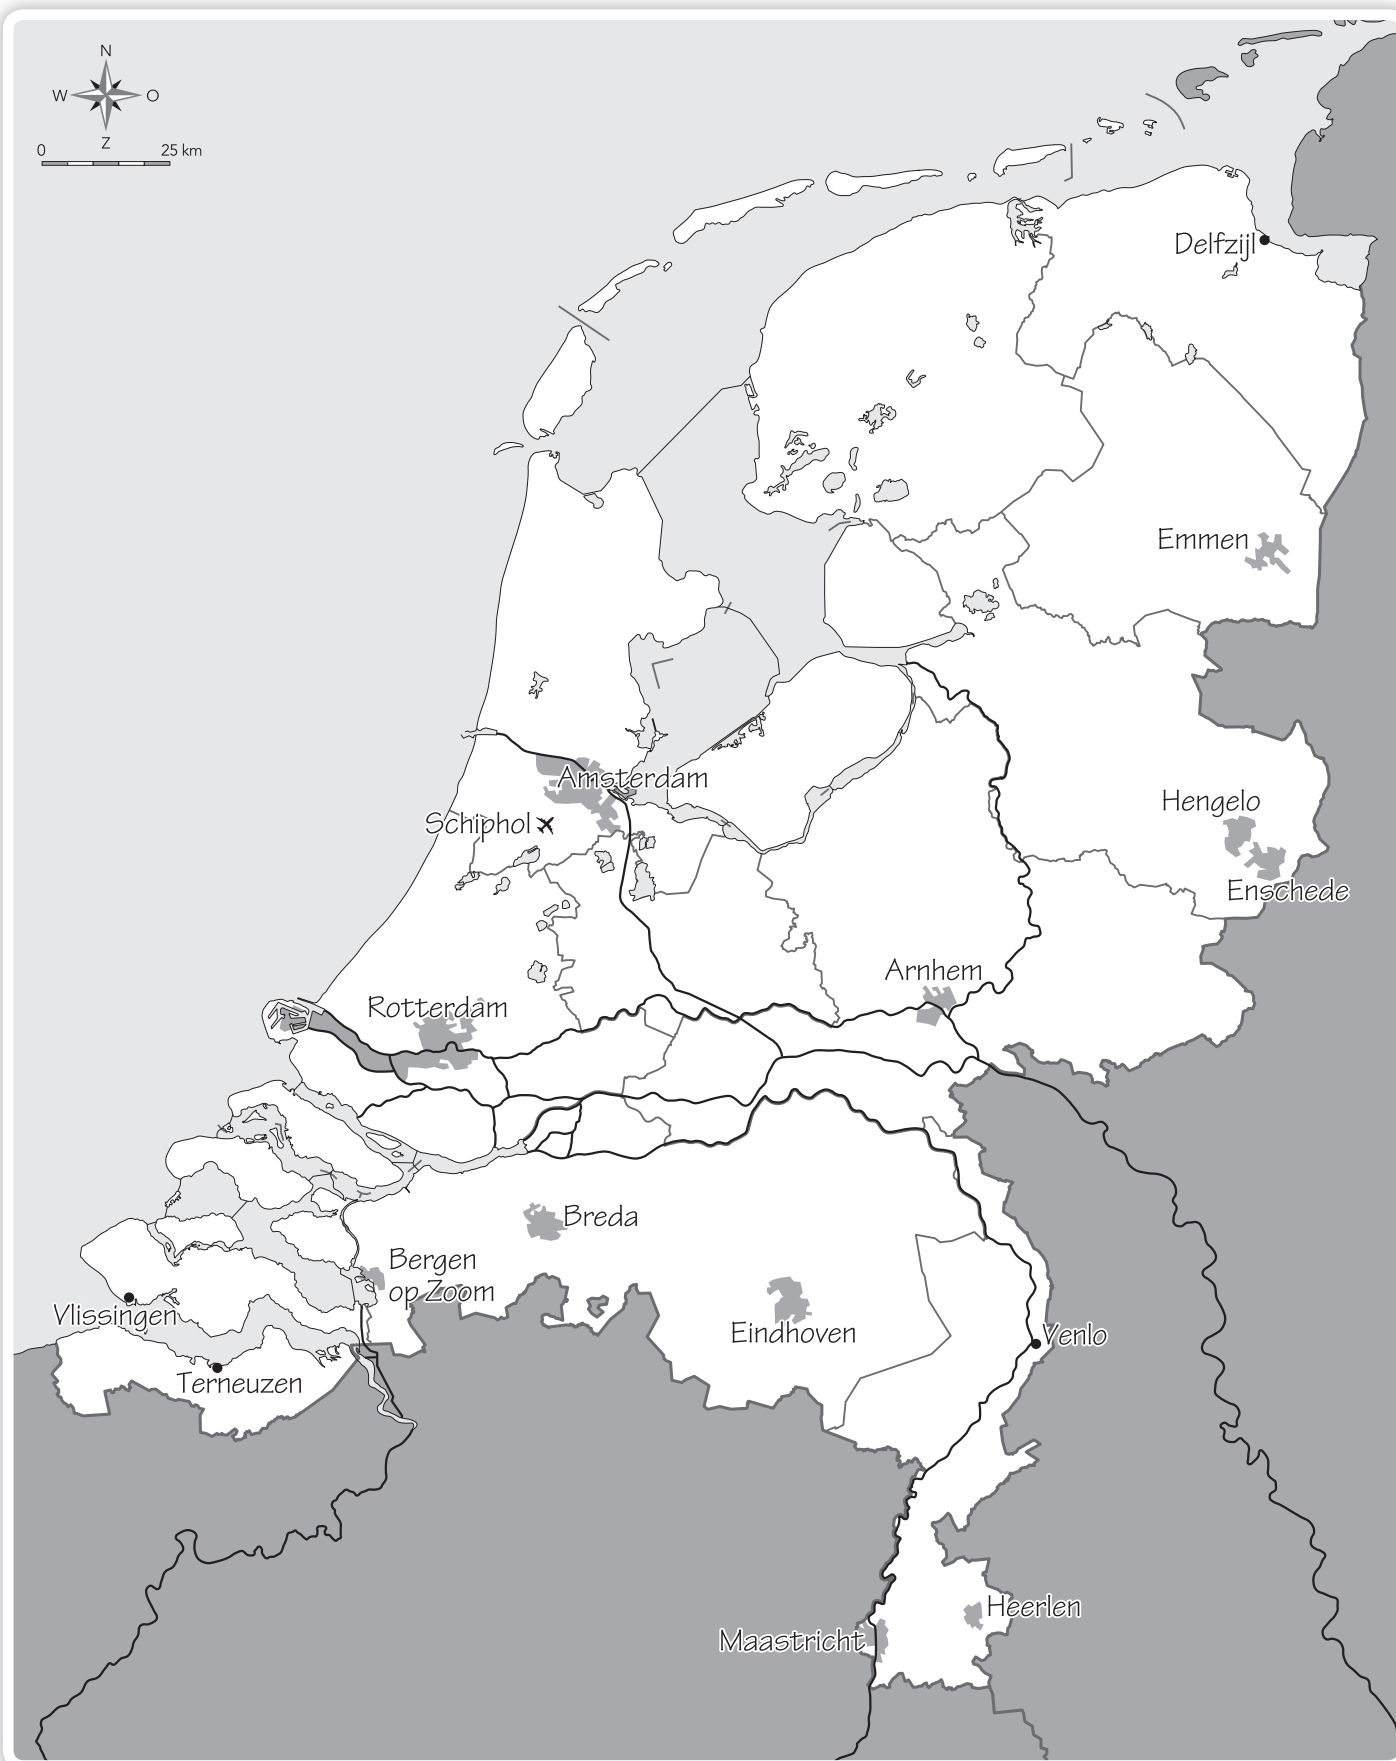 N
W
O
Z
0
25 km
Delfzijl
Emmen
Amsterdam
Hengelo
Schiphol
Enschede
Arnhem
Rotterdam
Breda
Bergen
op Zoom
Vlissingen
Eindhoven
Venlo
Terneuzen
Heerlen
Maastricht